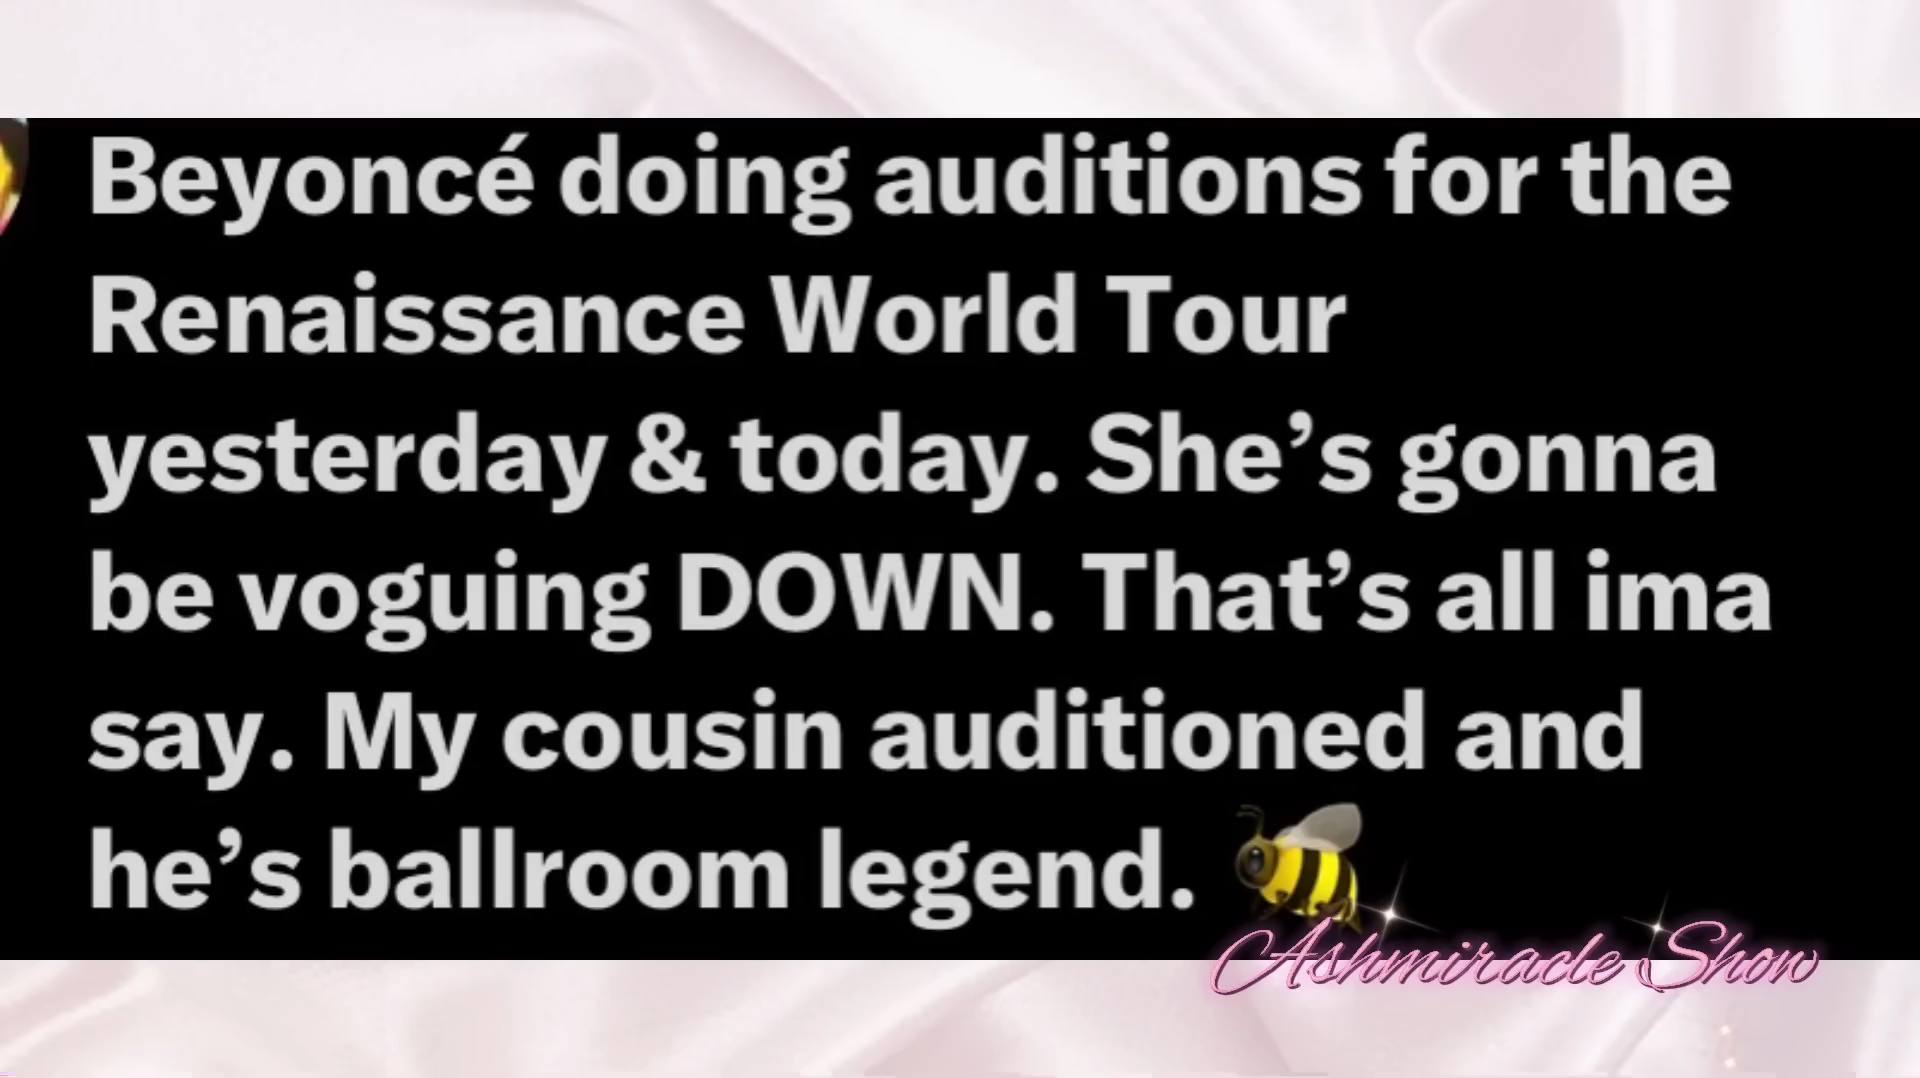 Beyoncé doing auditions for the
Renaissance World Tour
yesterday & today. She’s gonna
be voguing DOWN. That’s all ima
say. My cousin auditioned and
he’s ballroom legend. 🐝
Ashmiracle Show